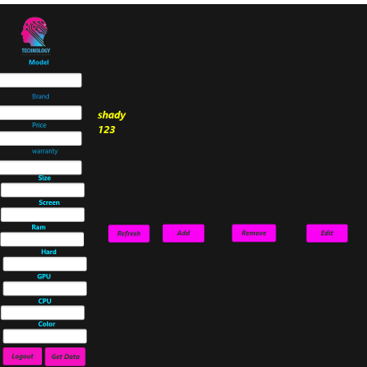 TECHNOLOGY
Model
Brand
Price
warranty
Size
Screen
Ram
Hard
GPU
CPU
Color
Logout
Get Data
shady
123
Refresh
Add
Remove
Edit